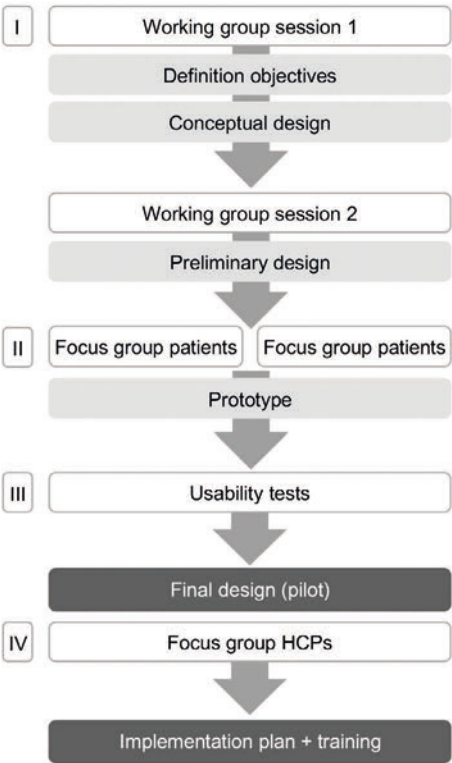 I
Working group session 1
Definition objectives
Conceptual design
Working group session 2
Preliminary design
II
Focus group patients
Focus group patients
Prototype
III
Usability tests
Final design (pilot)
IV
Focus group HCPs
Implementation plan + training